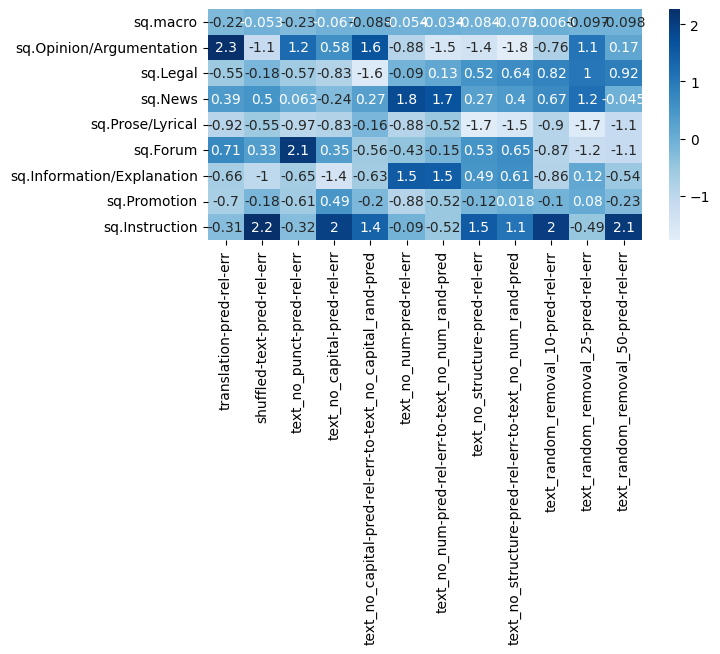 sq.macro -0.22 -0.053 -0.23 -0.067 -0.088 -0.054 -0.034 -0.084 -0.073 0.0064 -0.097 -0.098
sq.Opinion/Argumentation 2.3 -1.1 1.2 0.58 1.6 -0.88 -1.5 -1.4 -1.8 -0.76 1.1 0.17
sq.Legal -0.55 -0.18 -0.57 -0.83 -1.6 -0.09 0.13 0.52 0.64 0.82 1 0.92
sq.News 0.39 0.5 0.063 -0.24 0.27 1.8 1.7 0.27 0.4 0.67 1.2 -0.045
sq.Prose/Lyrical -0.92 -0.55 -0.97 -0.83 -0.16 -0.88 -0.52 -1.7 -1.5 -0.9 -1.7 -1.1
sq.Forum 0.71 0.33 2.1 0.35 -0.56 -0.43 -0.15 0.53 0.65 -0.87 -1.2 -1.1
sq.Information/Explanation -0.66 -1 -0.65 -1.4 -0.63 1.5 1.5 0.49 0.61 -0.86 0.12 -0.54
sq.Promotion -0.7 -0.18 -0.61 0.49 -0.2 -0.88 -0.52 -0.12 0.018 -0.1 0.08 -0.23
sq.Instruction -0.31 2.2 -0.32 2 1.4 -0.09 -0.52 1.5 1.1 2 -0.49 2.1
translation-pred-rel-err
shuffled-text-pred-rel-err
text_no_punct-pred-rel-err
text_no_capital-pred-rel-err
text_no_capital-pred-rel-err-to-text_no_capital_rand-pred
text_no_num-pred-rel-err
text_no_num-pred-rel-err-to-text_no_num_rand-pred
text_no_structure-pred-rel-err
text_no_structure-pred-rel-err-to-text_no_num_rand-pred
text_random_removal_10-pred-rel-err
text_random_removal_25-pred-rel-err
text_random_removal_50-pred-rel-err
2
1
0
−1